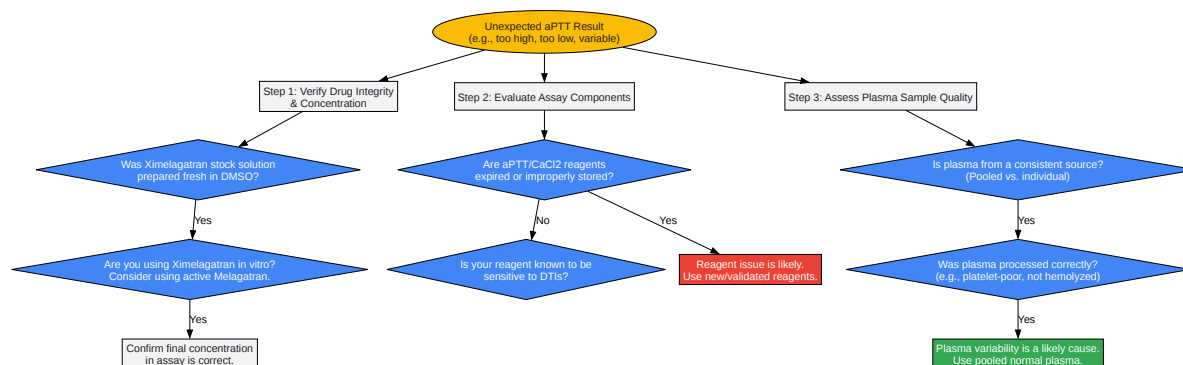 Unexpected aPTT Result
(e.g., too high, too low, variable)
Step 1: Verify Drug Integrity
& Concentration
Step 2: Evaluate Assay Components
Step 3: Assess Plasma Sample Quality
Was Ximelagatran stock solution
prepared fresh in DMSO?
Are aPTT/CaCl2 reagents
expired or improperly stored?
Is plasma from a consistent source?
(Pooled vs. individual)
Yes
No
Yes
Yes
Are you using Ximelagatran in vitro?
Consider using active Melagatran.
Is your reagent known to be
sensitive to DTIs?
Reagent issue is likely.
Use new/validated reagents.
Was plasma processed correctly?
(e.g., platelet-poor, not hemolyzed)
Yes
Yes
Confirm final concentration
in assay is correct.
Plasma variability is a likely cause.
Use pooled normal plasma.